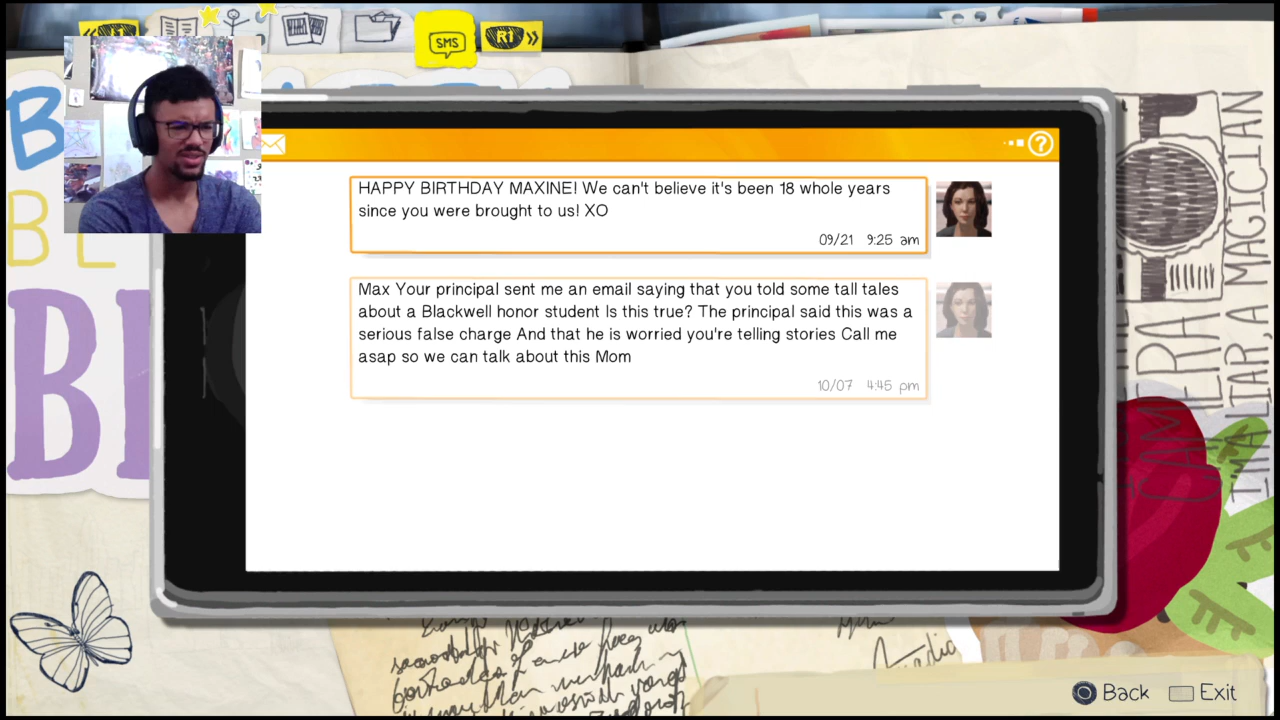 SMS
R1
HAPPY BIRTHDAY MAXINE! We can't believe it's been 18 whole years
since you were brought to us! XO
09/21 9:25 am
Max Your principal sent me an email saying that you told some tall tales
about a Blackwell honor student Is this true? The principal said this was a
serious false charge And that he is worried you're telling stories Call me
asap so we can talk about this Mom
10/07 4:45 pm
CAMERA
I'M A LIAR, A MAGICIAN
Back
Exit